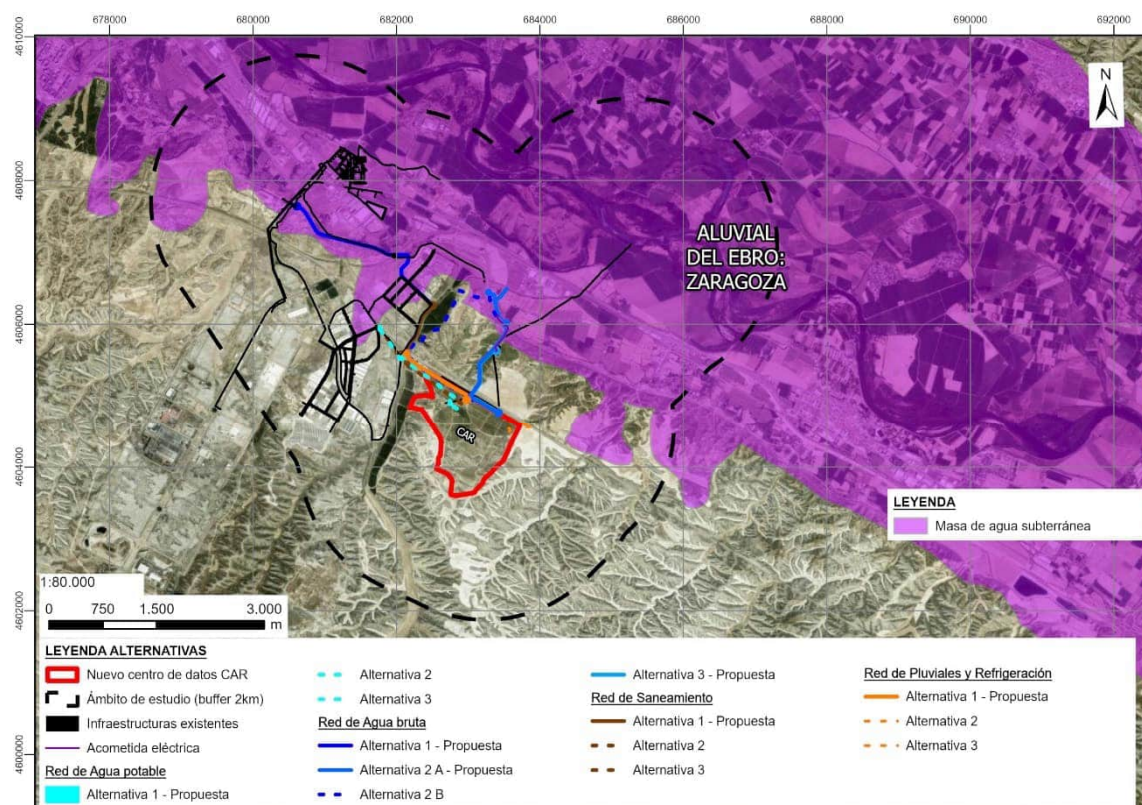 678000 680000 682000 684000 686000 688000 690000 692000
4610000
4608000
4606000
4604000
4602000
4600000
N
ALUVIAL
DEL EBRO:
ZARAGOZA
CAR
LEYENDA
Masa de agua subterránea
1:80.000
0 750 1.500 3.000
m
LEYENDA ALTERNATIVAS
Nuevo centro de datos CAR
Ámbito de estudio (buffer 2km)
Infraestructuras existentes
Acometida eléctrica
Red de Agua potable
Alternativa 1 - Propuesta
Alternativa 2
Alternativa 3
Red de Agua bruta
Alternativa 1 - Propuesta
Alternativa 2 A - Propuesta
Alternativa 2 B
Alternativa 3 - Propuesta
Red de Saneamiento
Alternativa 1 - Propuesta
Alternativa 2
Alternativa 3
Red de Pluviales y Refrigeración
Alternativa 1 - Propuesta
Alternativa 2
Alternativa 3